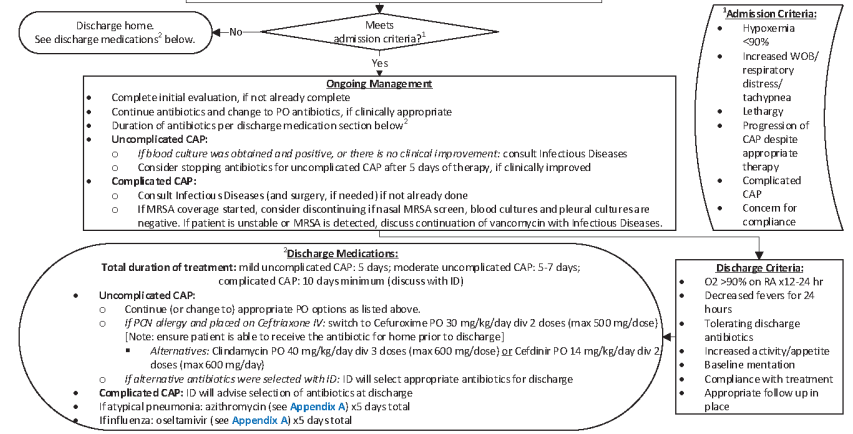 Discharge home.
See discharge medications2 below.
No
Meets
admission criteria?1
Yes
1Admission Criteria:
• Hypoxemia
<90%
• Increased WOB/
respiratory
distress/
tachypnea
• Lethargy
• Progression of
CAP despite
appropriate
therapy
• Complicated
CAP
• Concern for
compliance
Ongoing Management
• Complete initial evaluation, if not already complete
• Continue antibiotics and change to PO antibiotics, if clinically appropriate
• Duration of antibiotics per discharge medication section below2
• Uncomplicated CAP:
o If blood culture was obtained and positive, or there is no clinical improvement: consult Infectious Diseases
o Consider stopping antibiotics for uncomplicated CAP after 5 days of therapy, if clinically improved
• Complicated CAP:
o Consult Infectious Diseases (and surgery, if needed) if not already done
o If MRSA coverage started, consider discontinuing if nasal MRSA screen, blood cultures and pleural cultures are
negative. If patient is unstable or MRSA is detected, discuss continuation of vancomycin with Infectious Diseases.
2Discharge Medications:
Total duration of treatment: mild uncomplicated CAP: 5 days; moderate uncomplicated CAP: 5-7 days;
complicated CAP: 10 days minimum (discuss with ID)
• Uncomplicated CAP:
o Continue (or change to) appropriate PO options as listed above.
o If PCN allergy and placed on Ceftriaxone IV: switch to Cefuroxime PO 30 mg/kg/day div 2 doses (max 500 mg/dose)
[Note: ensure patient is able to receive the antibiotic for home prior to discharge]
▪ Alternatives: Clindamycin PO 40 mg/kg/day div 3 doses (max 600 mg/dose) or Cefdinir PO 14 mg/kg/day div 2
doses (max 600 mg/day)
o If alternative antibiotics were selected with ID: ID will select appropriate antibiotics for discharge
• Complicated CAP: ID will advise selection of antibiotics at discharge
• If atypical pneumonia: azithromycin (see Appendix A) x5 days total
• If influenza: oseltamivir (see Appendix A) x5 days total
Discharge Criteria:
• O2 >90% on RA x12-24 hr
• Decreased fevers for 24
hours
• Tolerating discharge
antibiotics
• Increased activity/appetite
• Baseline mentation
• Compliance with treatment
• Appropriate follow up in
place